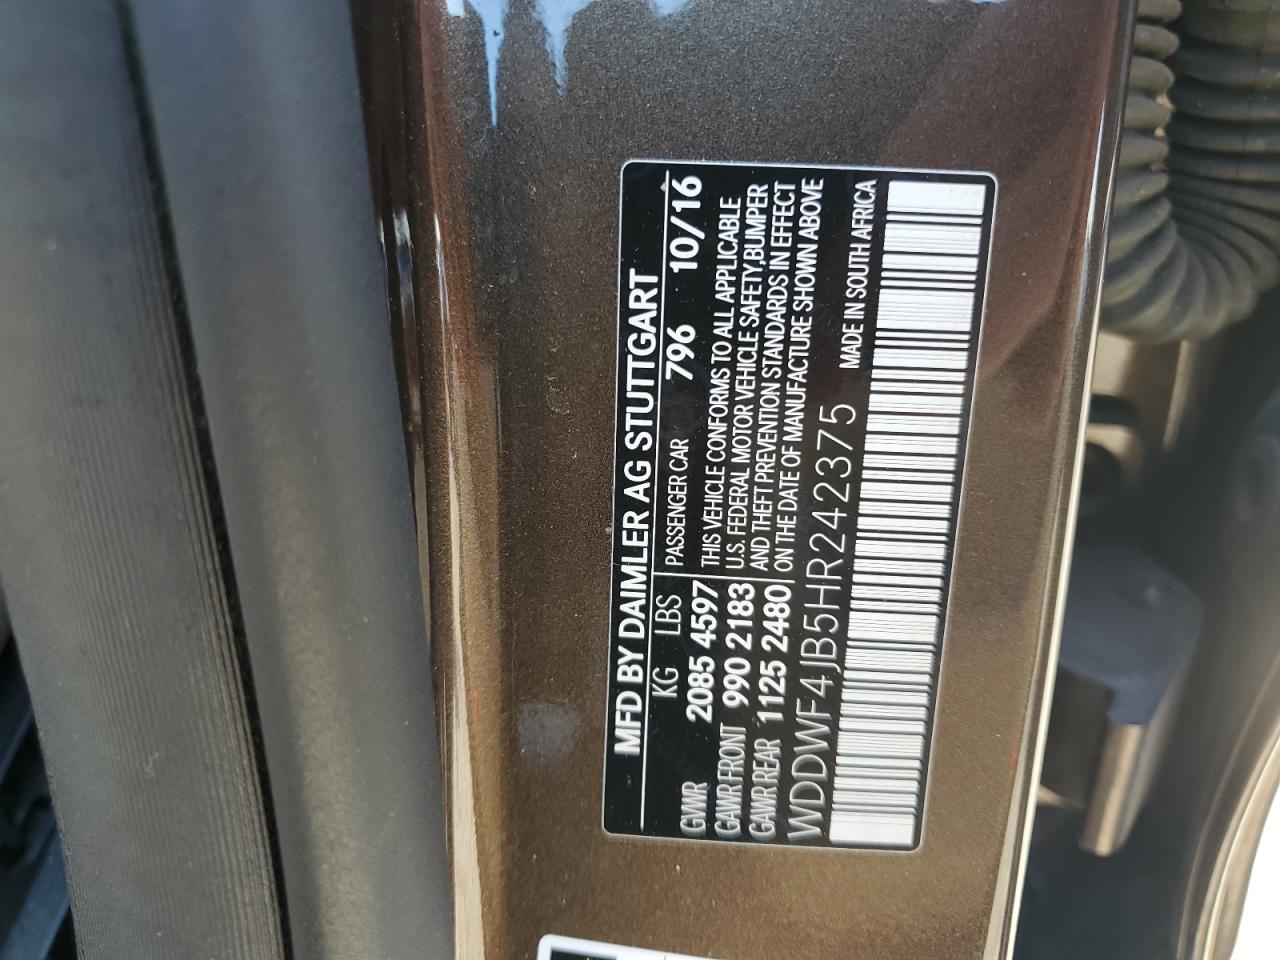 MFD BY DAIMLER AG STUTTGART
KG LBS PASSENGER CAR 796 10/16
GWR 2085 4597
GAWR FRONT 990 2183
GAWR REAR 1125 2480
THIS VEHICLE CONFORMS TO ALL APPLICABLE
U.S. FEDERAL MOTOR VEHICLE SAFETY,BUMPER
AND THEFT PREVENTION STANDARDS IN EFFECT
ON THE DATE OF MANUFACTURE SHOWN ABOVE
WDDWF4JB5HR242375
MADE IN SOUTH AFRICA